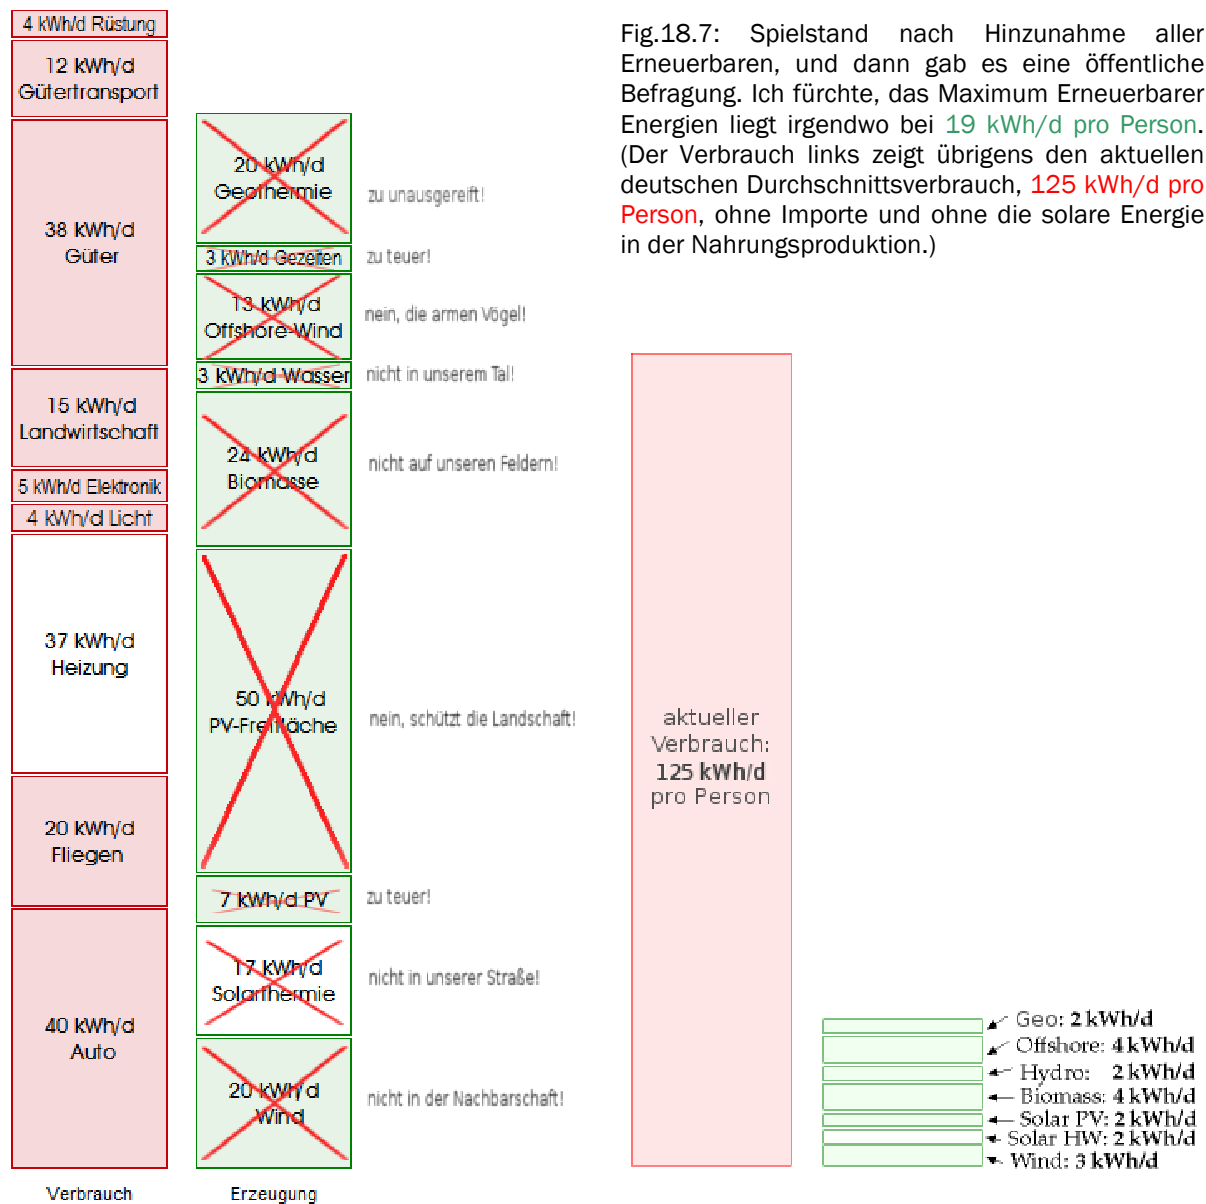 4 kWh/d Rüstung
12 kWh/d
Gütertransport
38 kWh/d
Güter
15 kWh/d
Landwirtschaft
5 kWh/d Elektronik
4 kWh/d Licht
37 kWh/d
Heizung
20 kWh/d
Fliegen
40 kWh/d
Auto
Verbrauch
20 kWh/d
Geothermie
zu unausgereift!
3 kWh/d Gezeiten
zu teuer!
13 kWh/d
Offshore-Wind
nein, die armen Vögel!
3 kWh/d Wasser
nicht in unserem Tal!
24 kWh/d
Biomasse
nicht auf unseren Feldern!
50 kWh/d
PV-Freifläche
nein, schützt die Landschaft!
7 kWh/d PV
zu teuer!
17 kWh/d
Solarthermie
nicht in unserer Straße!
20 kWh/d
Wind
nicht in der Nachbarschaft!
Erzeugung
Fig.18.7: Spielstand nach Hinzunahme aller
Erneuerbaren, und dann gab es eine öffentliche
Befragung. Ich fürchte, das Maximum Erneuerbarer
Energien liegt irgendwo bei 19 kWh/d pro Person.
(Der Verbrauch links zeigt übrigens den aktuellen
deutschen Durchschnittsverbrauch, 125 kWh/d pro
Person, ohne Importe und ohne die solare Energie
in der Nahrungsproduktion.)
aktueller
Verbrauch:
125 kWh/d
pro Person
Geo: 2 kWh/d
Offshore: 4 kWh/d
Hydro: 2 kWh/d
Biomass: 4 kWh/d
Solar PV: 2 kWh/d
Solar HW: 2 kWh/d
Wind: 3 kWh/d